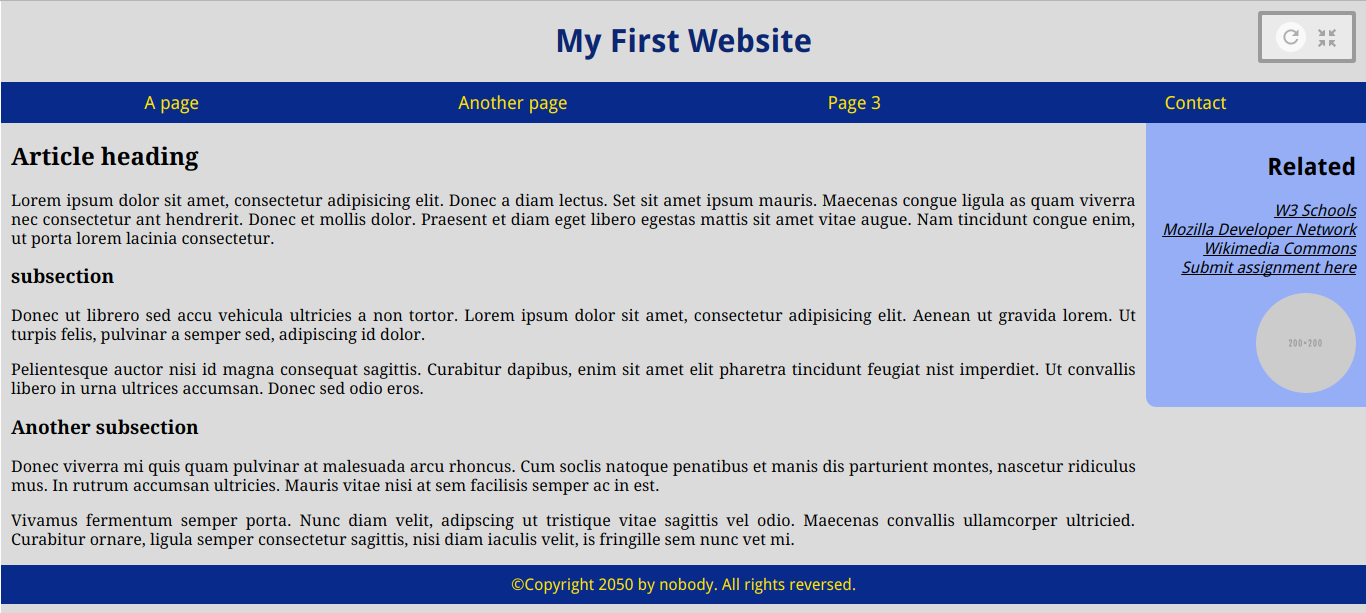 My First Website
A page
Another page
Page 3
Contact
Article heading
Lorem ipsum dolor sit amet, consectetur adipisicing elit. Donec a diam lectus. Set sit amet ipsum mauris. Maecenas congue ligula as quam viverra
nec consectetur ant hendrerit. Donec et mollis dolor. Praesent et diam eget libero egestas mattis sit amet vitae augue. Nam tincidunt congue enim,
ut porta lorem lacinia consectetur.
subsection
Donec ut librero sed accu vehicula ultricies a non tortor. Lorem ipsum dolor sit amet, consectetur adipisicing elit. Aenean ut gravida lorem. Ut
turpis felis, pulvinar a semper sed, adipiscing id dolor.
Pelientesque auctor nisi id magna consequat sagittis. Curabitur dapibus, enim sit amet elit pharetra tincidunt feugiat nist imperdiet. Ut convallis
libero in urna ultrices accumsan. Donec sed odio eros.
Another subsection
Donec viverra mi quis quam pulvinar at malesuada arcu rhoncus. Cum soclis natoque penatibus et manis dis parturient montes, nascetur ridiculus
mus. In rutrum accumsan ultricies. Mauris vitae nisi at sem facilisis semper ac in est.
Vivamus fermentum semper porta. Nunc diam velit, adipscing ut tristique vitae sagittis vel odio. Maecenas convallis ullamcorper ultricied.
Curabitur ornare, ligula semper consectetur sagittis, nisi diam iaculis velit, is fringille sem nunc vet mi.
Related
W3 Schools
Mozilla Developer Network
Wikimedia Commons
Submit assignment here
200×200
©Copyright 2050 by nobody. All rights reversed.